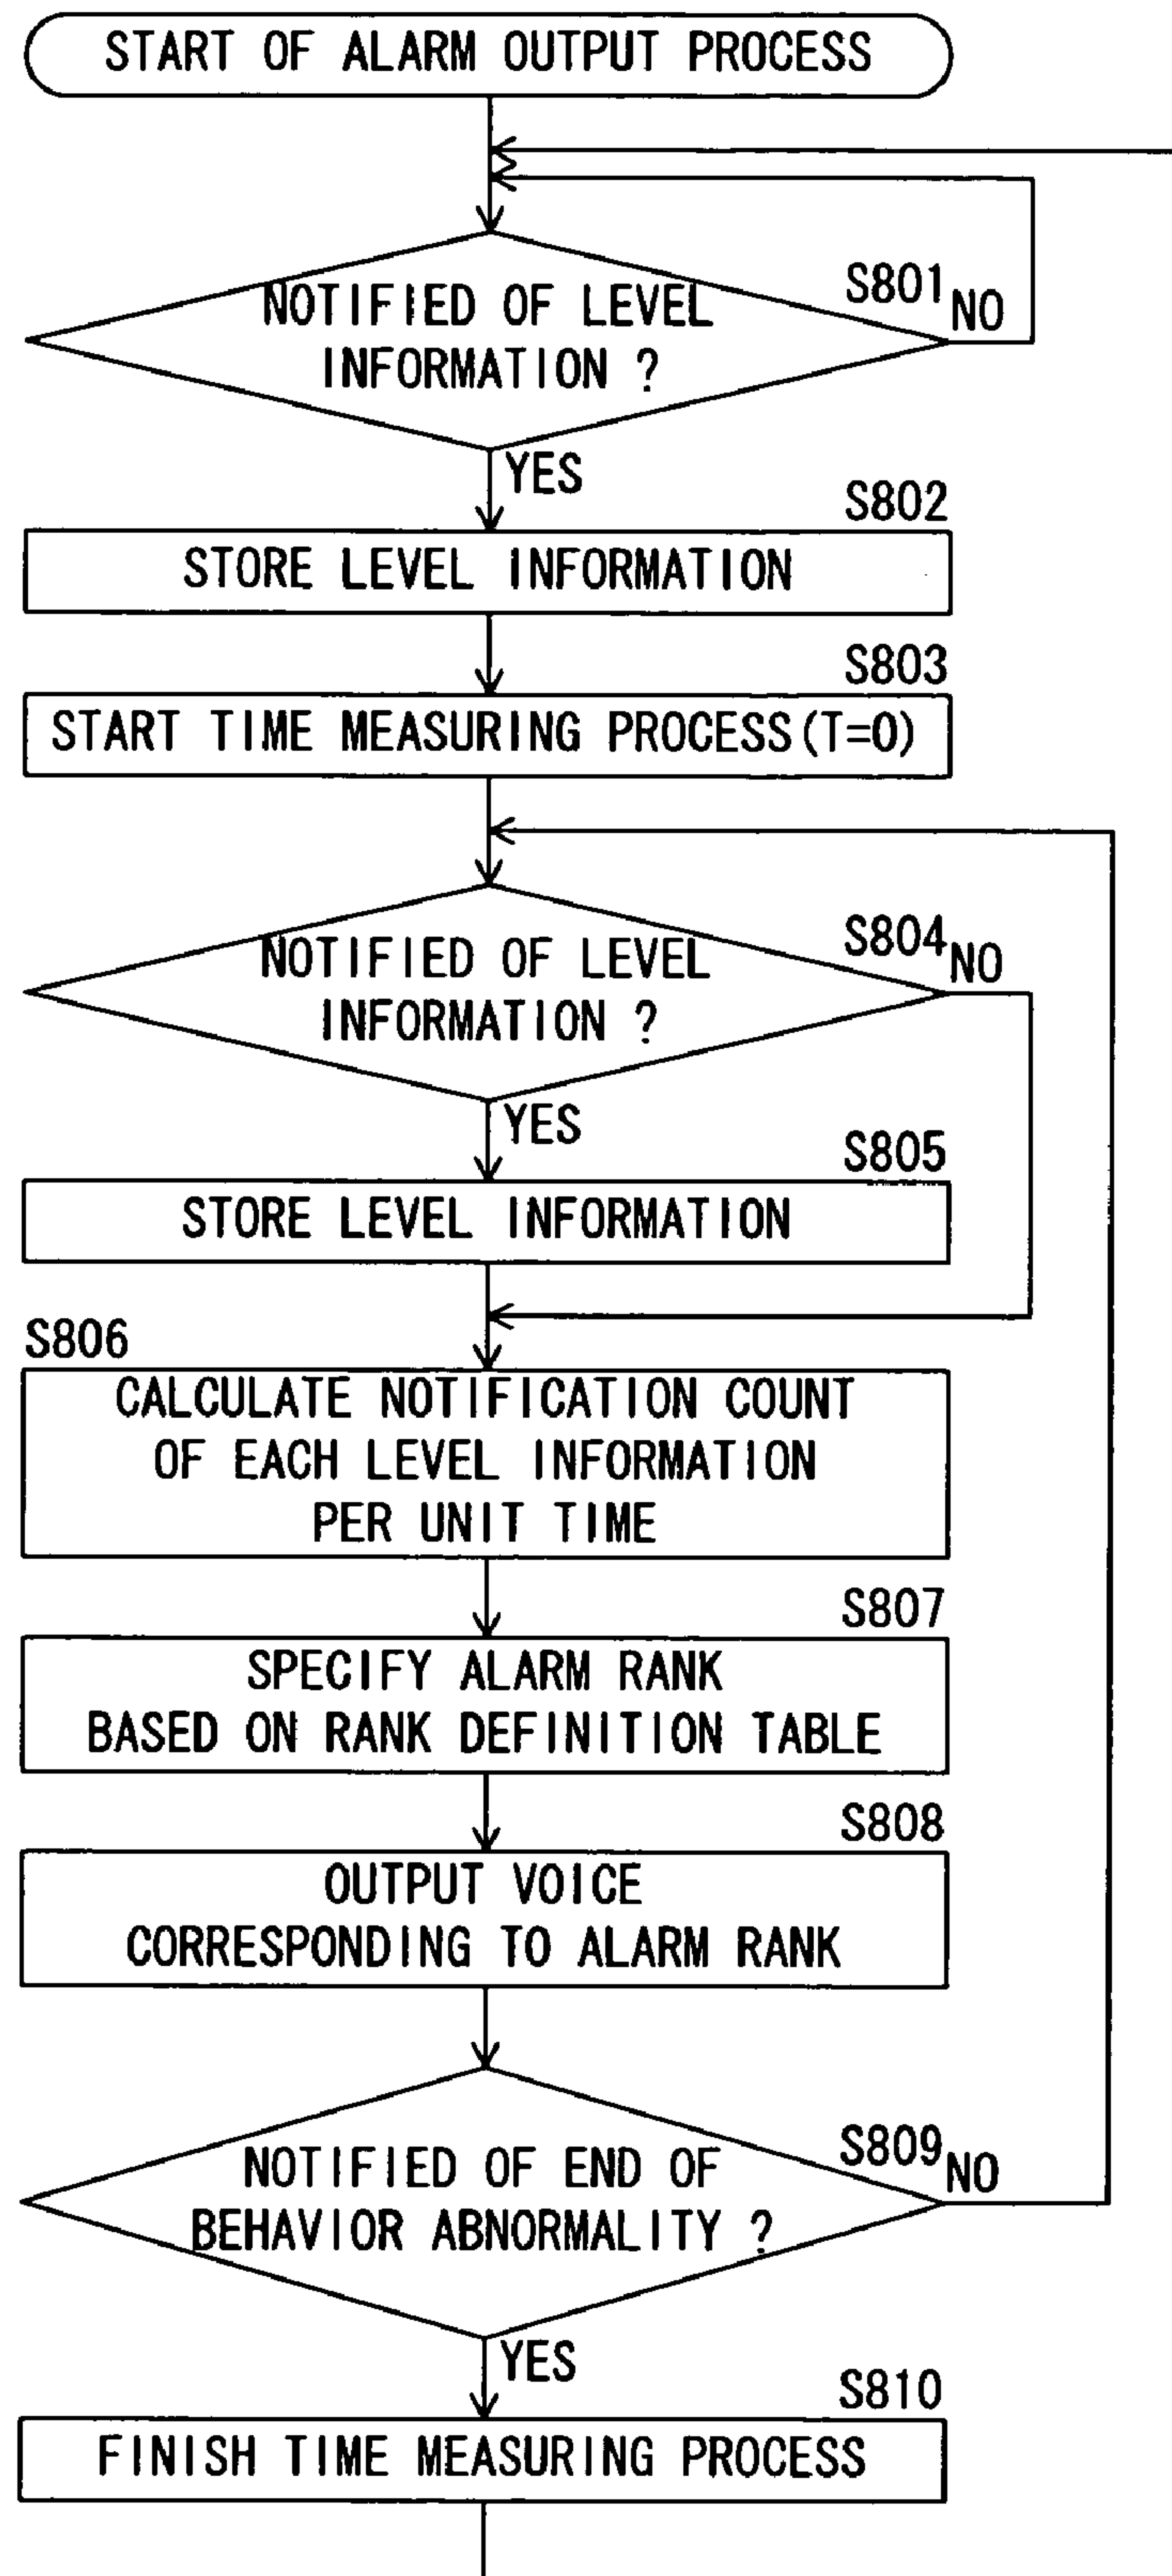 START OF ALARM OUTPUT PROCESS
S801
NOTIFIED OF LEVEL
INFORMATION ?
NO
YES
S802
STORE LEVEL INFORMATION
S803
START TIME MEASURING PROCESS(T=0)
S804
NOTIFIED OF LEVEL
INFORMATION ?
NO
YES
S805
STORE LEVEL INFORMATION
S806
CALCULATE NOTIFICATION COUNT
OF EACH LEVEL INFORMATION
PER UNIT TIME
S807
SPECIFY ALARM RANK
BASED ON RANK DEFINITION TABLE
S808
OUTPUT VOICE
CORRESPONDING TO ALARM RANK
S809
NOTIFIED OF END OF
BEHAVIOR ABNORMALITY ?
NO
YES
S810
FINISH TIME MEASURING PROCESS